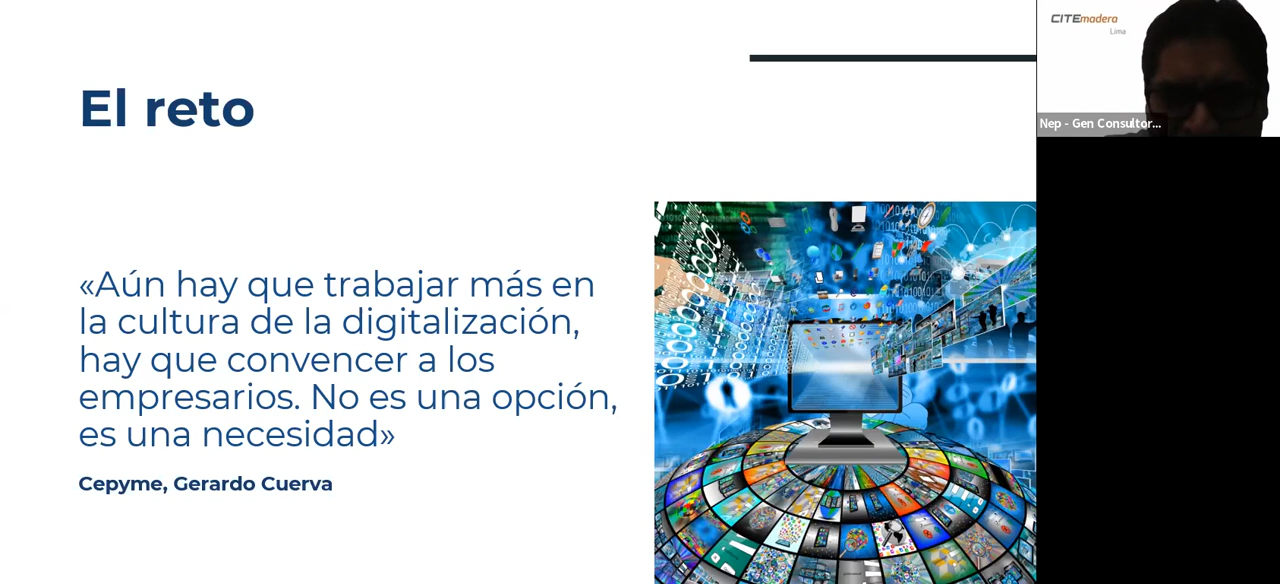 El reto
«Aún hay que trabajar más en
la cultura de la digitalización,
hay que convencer a los
empresarios. No es una opción,
es una necesidad»
Cepyme, Gerardo Cuerva
CITEmadera
Lima
Nep - Gen Consultor...